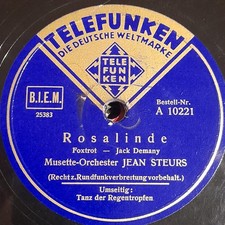 TELEFUNKEN
DIE DEUTSCHE WELTMARKE
TELE
FUN
KEN
B.I.E.M.
25383
Bestell-Nr.
A 10221
Rosalinde
Foxtrot — Jack Demany
Musette-Orchester JEAN STEURS
(Recht z. Rundfunkverbreitung vorbehalt.)
Umseitig:
Tanz der Regentropfen